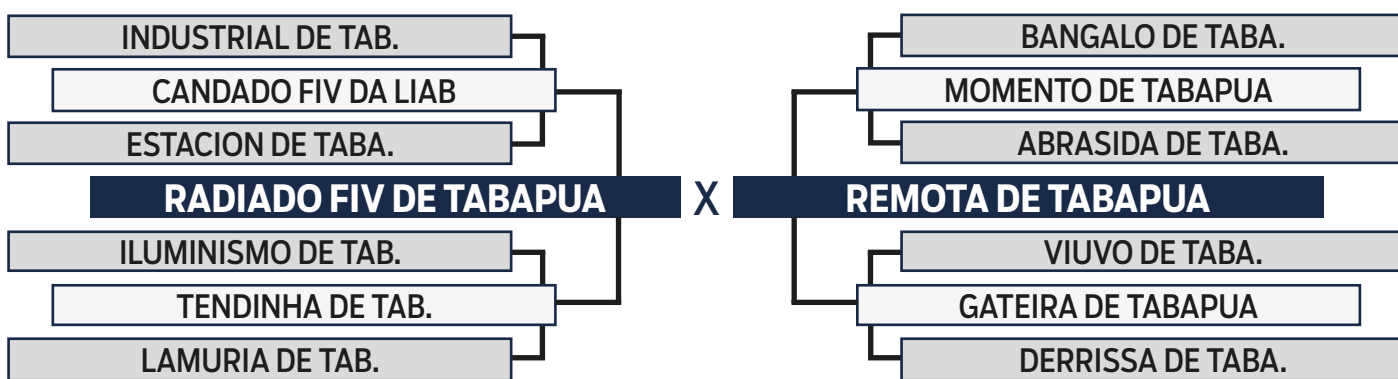 INDUSTRIAL DE TAB.
CANDADO FIV DA LIAB
ESTACION DE TABA.
RADIADO FIV DE TABAPUA
ILUMINISMO DE TAB.
TENDINHA DE TAB.
LAMURIA DE TAB.
X
BANGALO DE TABA.
MOMENTO DE TABAPUA
ABRASIDA DE TABA.
REMOTA DE TABAPUA
VIUVO DE TABA.
GATEIRA DE TABAPUA
DERRISSA DE TABA.